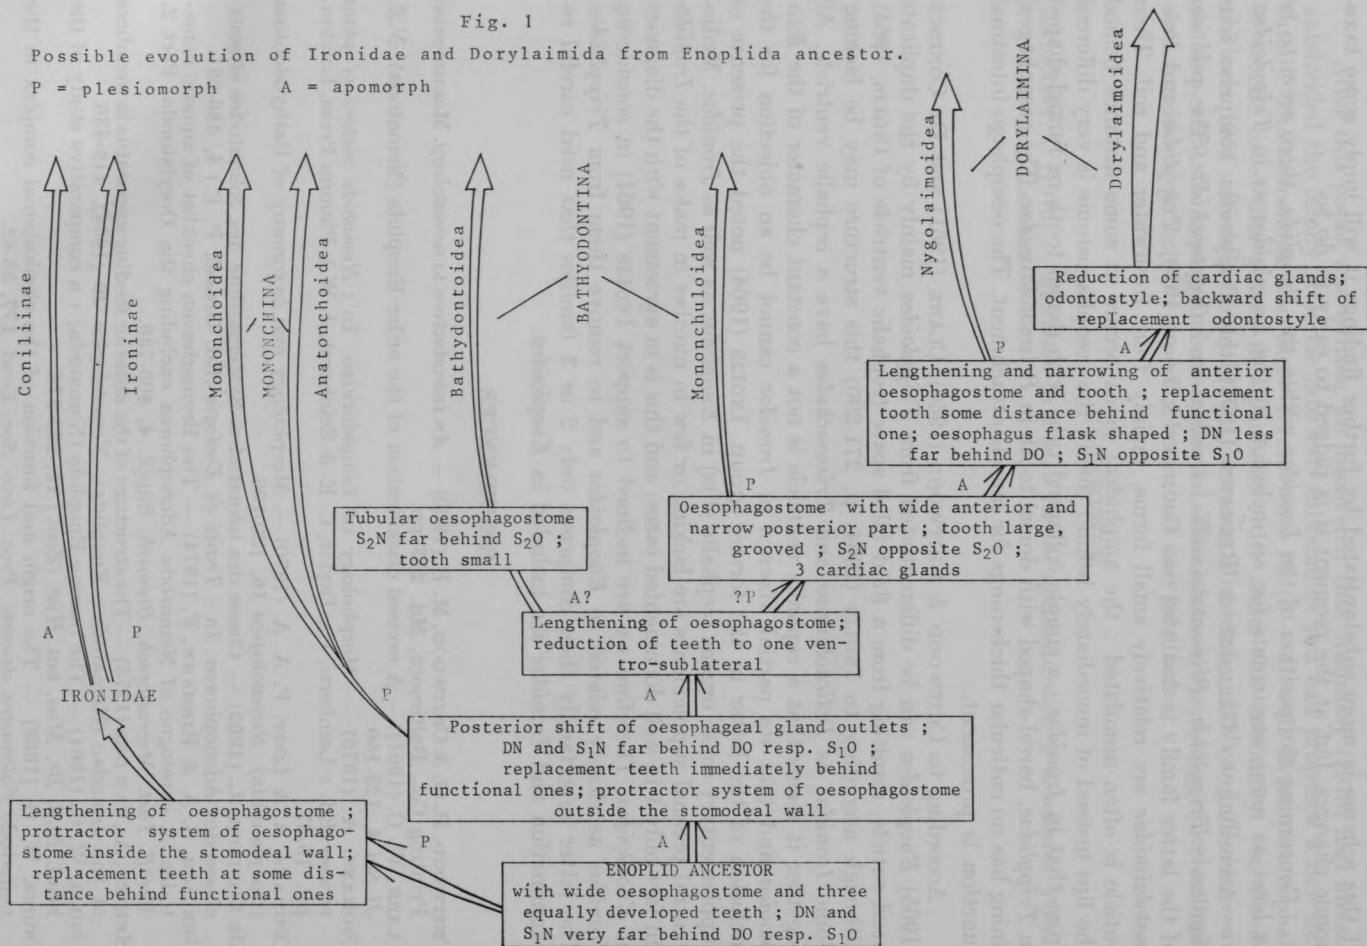 Fig. 1
Possible evolution of Ironidae and Dorylaimida from Enoplida ancestor.
P = plesiomorph A = apomorph
Coniliinae
Ironinae
Mononchoidea
MONONCHINA
Anatonchoidea
Bathydontoidea
BATHYODONTINA
Mononchuloidea
Nygolaimoidea
DORYLAIMINA
Dorylaimoidea
Reduction of cardiac glands;
odontostyle; backward shift of
replacement odontostyle
P
A
Lengthening and narrowing of anterior
oesophagostome and tooth ; replacement
tooth some distance behind functional
one; oesophagus flask shaped ; DN less
far behind DO ; S1N opposite S1O
P
A
Tubular oesophagostome
S2N far behind S2O ;
tooth small
Oesophagostome with wide anterior and
narrow posterior part ; tooth large,
grooved ; S2N opposite S2O ;
3 cardiac glands
A?
?P
Lengthening of oesophagostome;
reduction of teeth to one ven-
tro-sublateral
A
P
IRONIDAE
P
A
Posterior shift of oesophageal gland outlets ;
DN and S1N far behind DO resp. S1O ;
replacement teeth immediately behind
functional ones; protractor system of oesophagostome
outside the stomodeal wall
Lengthening of oesophagostome ;
protractor system of oesophago-
stome inside the stomodeal wall;
replacement teeth at some dis-
tance behind functional ones
P
A
ENOPLID ANCESTOR
with wide oesophagostome and three
equally developed teeth ; DN and
S1N very far behind DO resp. S1O